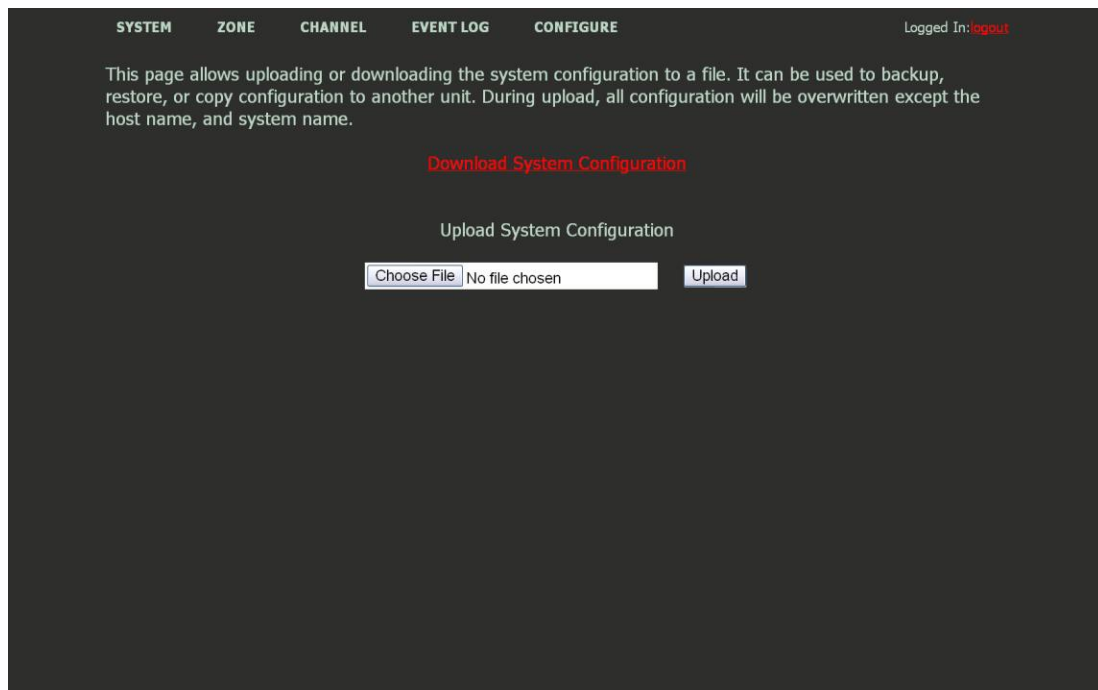 SYSTEM ZONE CHANNEL EVENT LOG CONFIGURE Logged In:logout
This page allows uploading or downloading the system configuration to a file. It can be used to backup,
restore, or copy configuration to another unit. During upload, all configuration will be overwritten except the
host name, and system name.
Download System Configuration
Upload System Configuration
Choose File No file chosen Upload